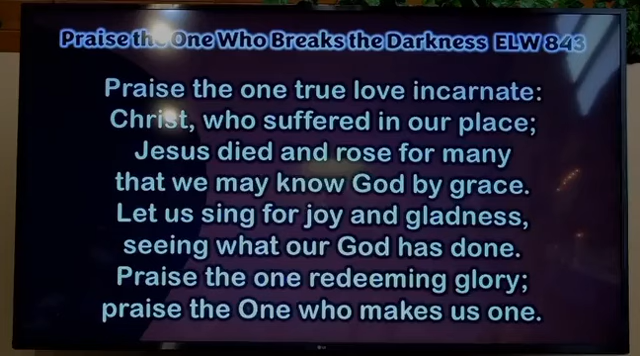 Praise the One Who Breaks the Darkness ELW 843
Praise the one true love incarnate:
Christ, who suffered in our place;
Jesus died and rose for many
that we may know God by grace.
Let us sing for joy and gladness,
seeing what our God has done.
Praise the one redeeming glory;
praise the One who makes us one.
LG